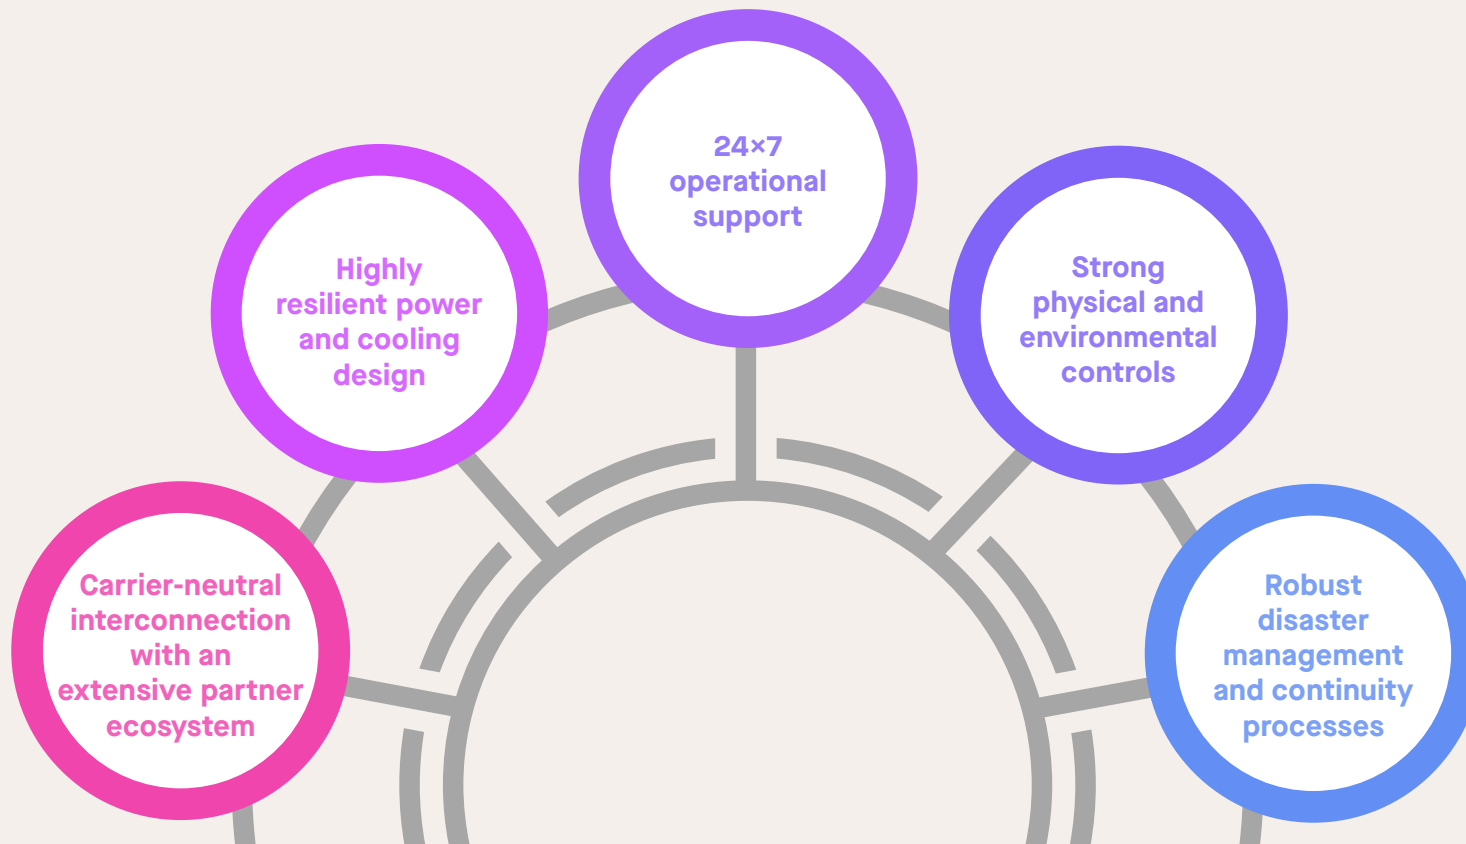 24×7
operational
support
Highly
resilient power
and cooling
design
Strong
physical and
environmental
controls
Carrier-neutral
interconnection
with an
extensive partner
ecosystem
Robust
disaster
management
and continuity
processes